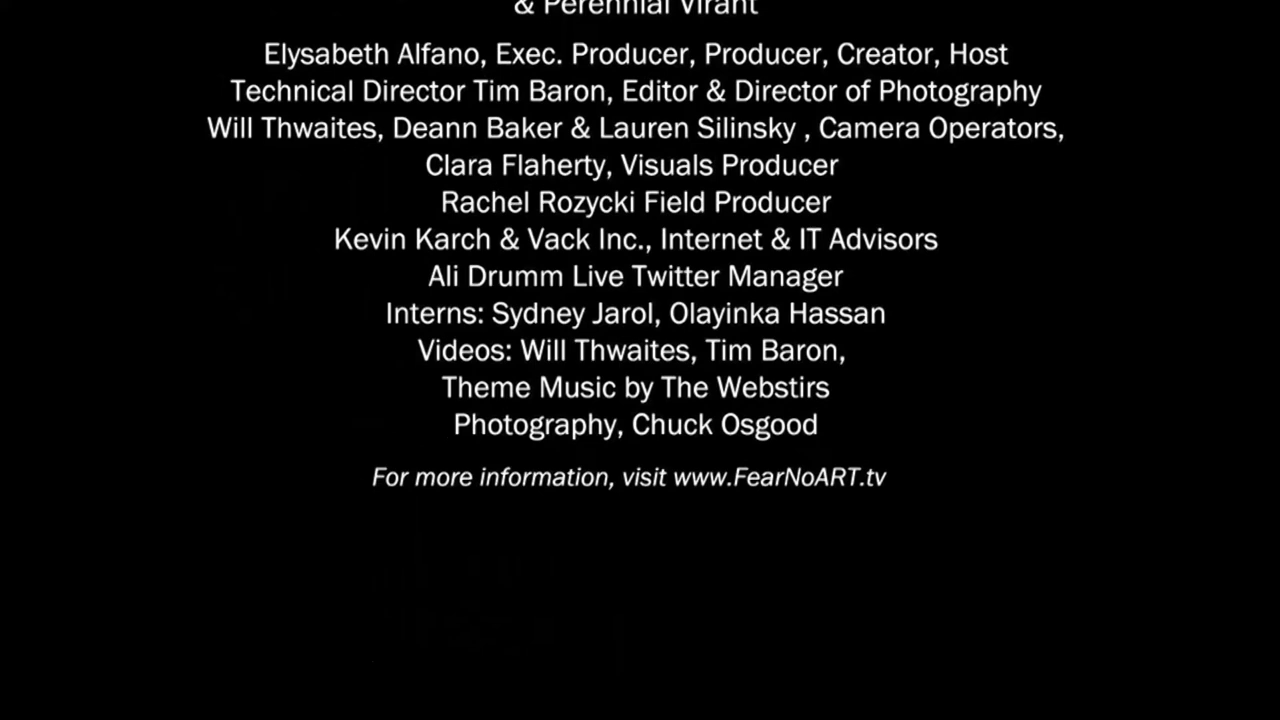 & Perennial Virant
Elysabeth Alfano, Exec. Producer, Producer, Creator, Host
Technical Director Tim Baron, Editor & Director of Photography
Will Thwaites, Deann Baker & Lauren Silinsky , Camera Operators,
Clara Flaherty, Visuals Producer
Rachel Rozycki Field Producer
Kevin Karch & Vack Inc., Internet & IT Advisors
Ali Drumm Live Twitter Manager
Interns: Sydney Jarol, Olayinka Hassan
Videos: Will Thwaites, Tim Baron,
Theme Music by The Webstirs
Photography, Chuck Osgood
For more information, visit www.FearNoART.tv